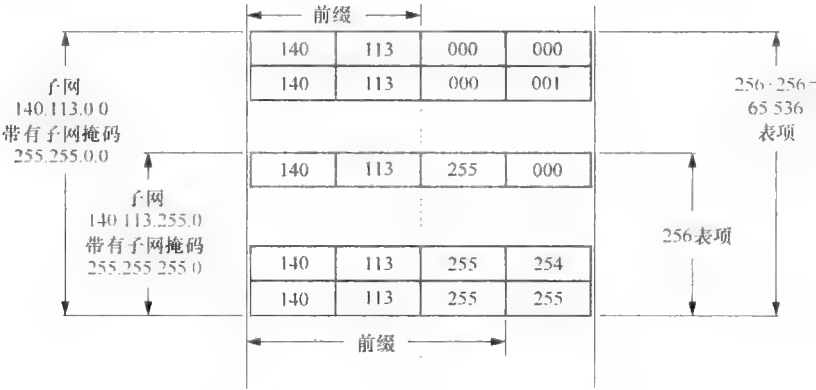 前缀
140 113 000 000
140 113 000 001
子网
140.113.0.0
带有子网掩码
255.255.0.0
256·256=
65 536
表项
140 113 255 000
子网
140.113.255.0
带有子网掩码
255.255.255.0
256表项
140 113 255 254
140 113 255 255
前缀